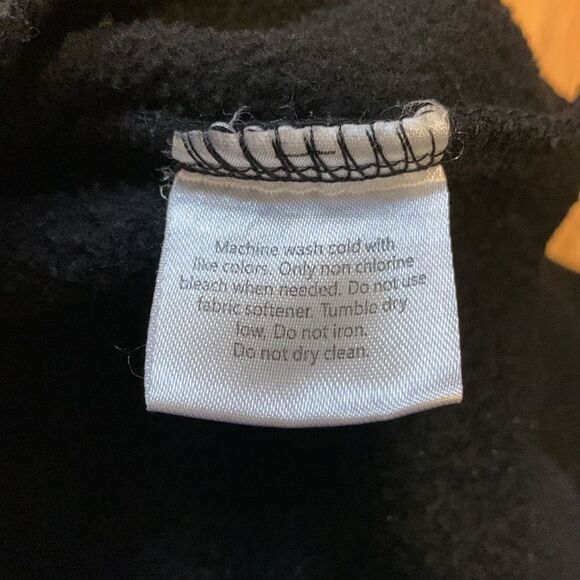 Machine wash cold with
like colors. Only non chlorine
bleach when needed. Do not use
fabric softener. Tumble dry
low, Do not iron.
Do not dry clean.